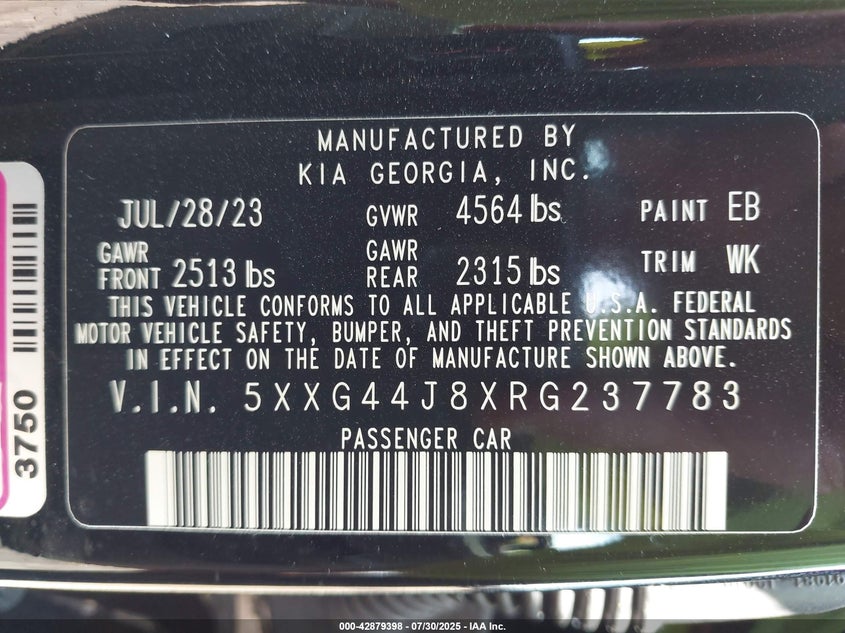 MANUFACTURED BY
KIA GEORGIA, INC.
JUL/28/23 GVWR 4564 lbs PAINT EB
GAWR FRONT 2513 lbs GAWR REAR 2315 lbs TRIM WK
THIS VEHICLE CONFORMS TO ALL APPLICABLE U.S.A. FEDERAL
MOTOR VEHICLE SAFETY, BUMPER, AND THEFT PREVENTION STANDARDS
IN EFFECT ON THE DATE OF MANUFACTURE SHOWN ABOVE.
V.I.N. 5XXG44J8XRG237783
PASSENGER CAR
3750
000-42879398 - 07/30/2025 - IAA Inc.